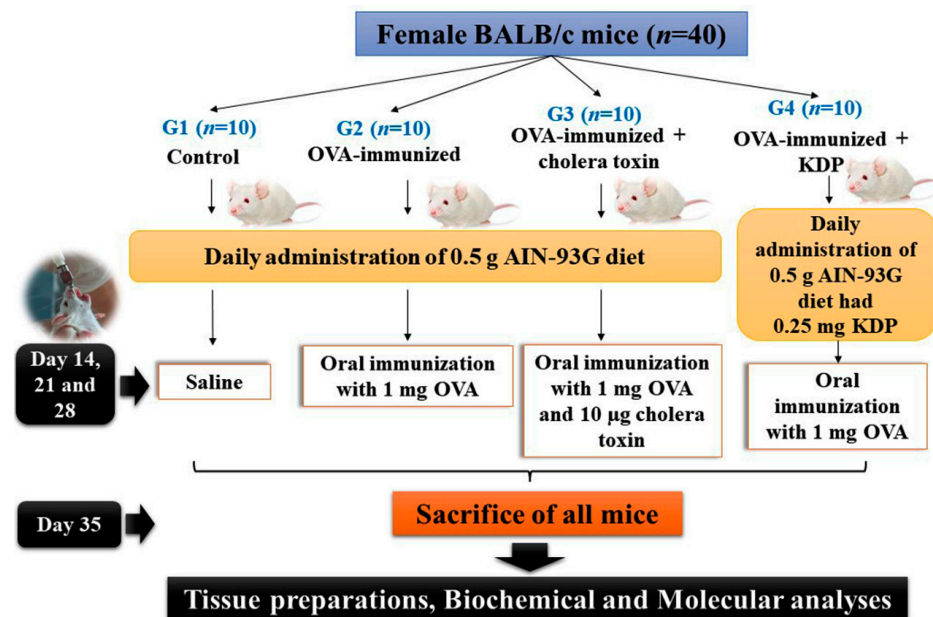 Female BALB/c mice (n=40)
G1 (n=10)
Control
G2 (n=10)
OVA-immunized
G3 (n=10)
OVA-immunized +
cholera toxin
G4 (n=10)
OVA-immunized +
KDP
Daily administration of 0.5 g AIN-93G diet
Daily
administration of
0.5 g AIN-93G
diet had
0.25 mg KDP
Day 14,
21 and
28
Saline
Oral immunization
with 1 mg OVA
Oral immunization
with 1 mg OVA
and 10 µg cholera
toxin
Oral
immunization
with 1 mg OVA
Day 35
Sacrifice of all mice
Tissue preparations, Biochemical and Molecular analyses